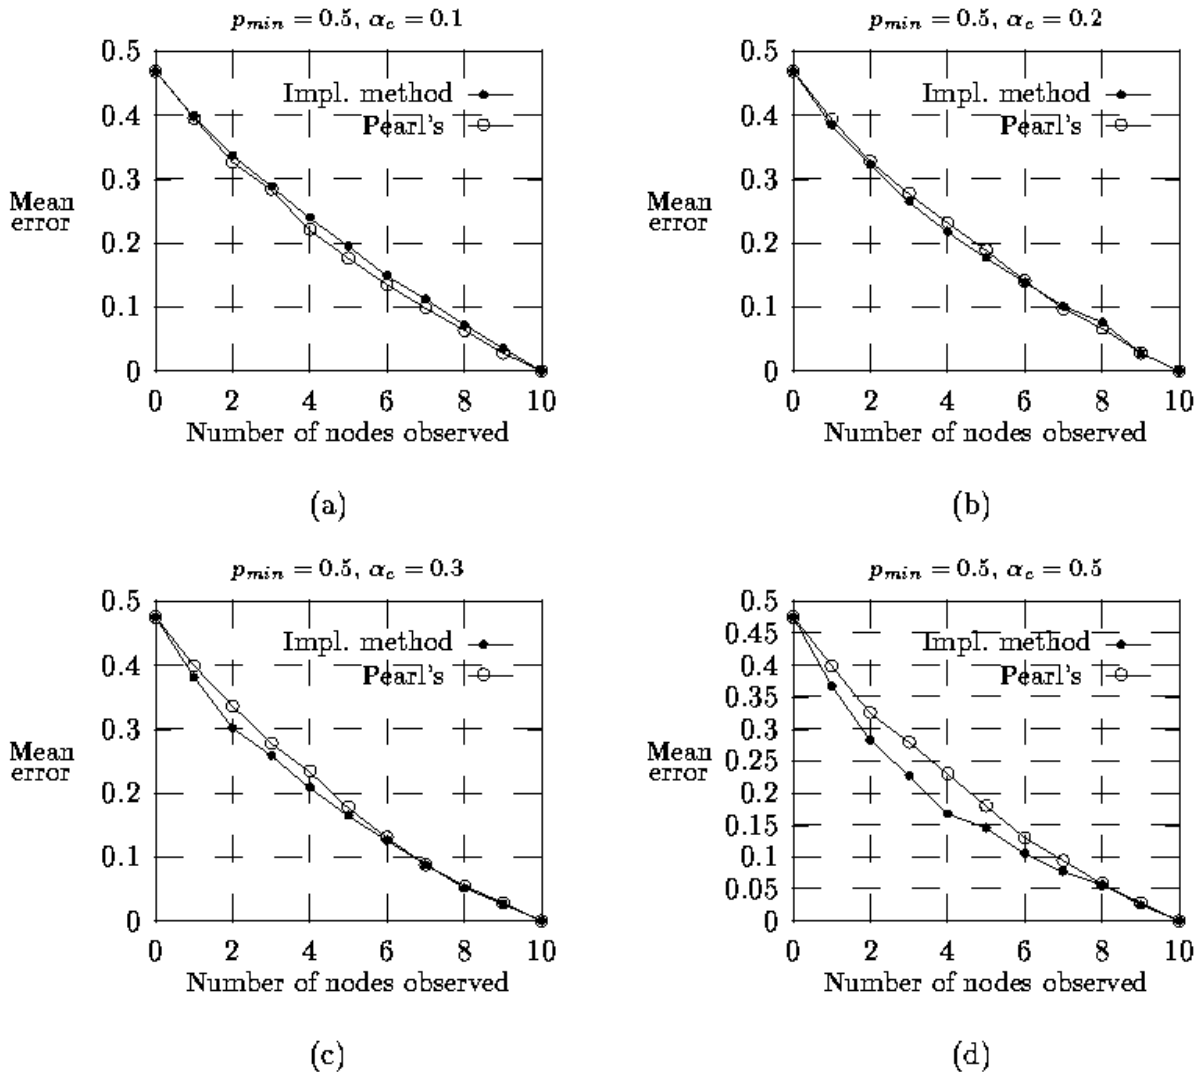 p_min = 0.5, α_c = 0.1
0.5
0.4
0.3
0.2
0.1
0
Mean
error
Impl. method
Pearl's
0 2 4 6 8 10
Number of nodes observed
(a)
p_min = 0.5, α_c = 0.2
0.5
0.4
0.3
0.2
0.1
0
Mean
error
Impl. method
Pearl's
0 2 4 6 8 10
Number of nodes observed
(b)
p_min = 0.5, α_c = 0.3
0.5
0.4
0.3
0.2
0.1
0
Mean
error
Impl. method
Pearl's
0 2 4 6 8 10
Number of nodes observed
(c)
p_min = 0.5, α_c = 0.5
0.5
0.45
0.4
0.35
0.3
0.25
0.2
0.15
0.1
0.05
0
Mean
error
Impl. method
Pearl's
0 2 4 6 8 10
Number of nodes observed
(d)